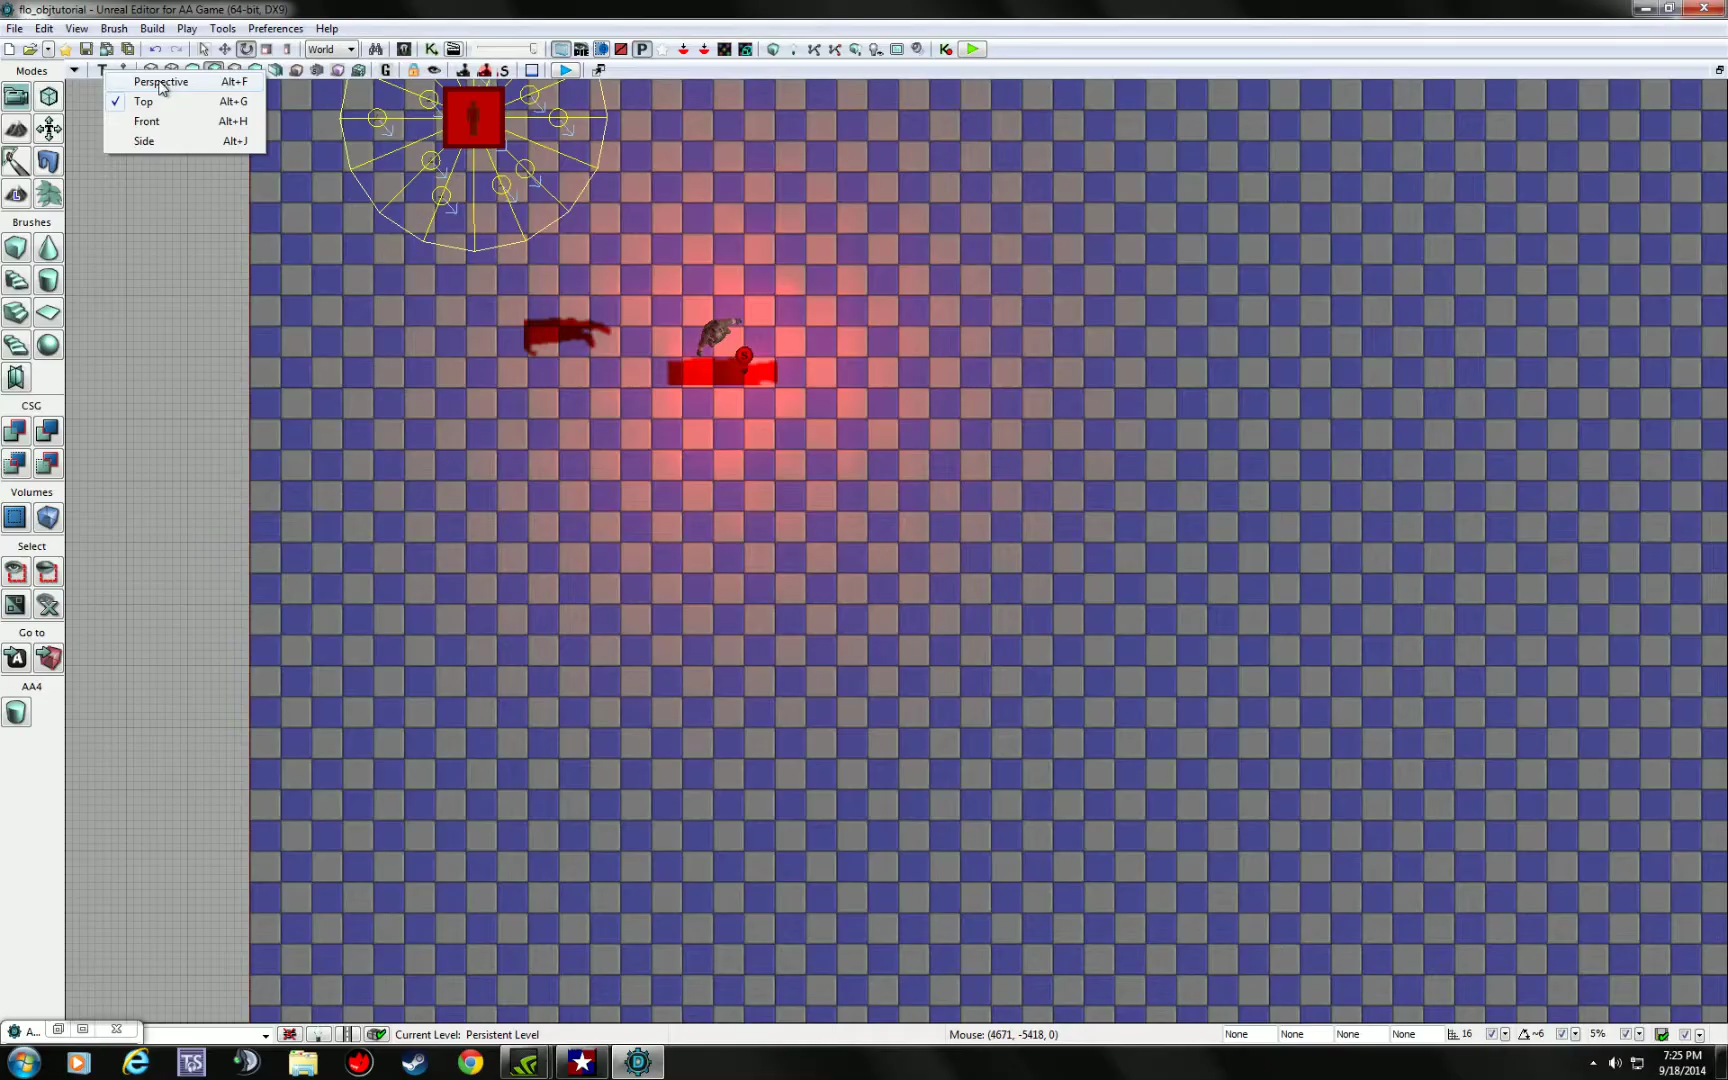 flo_objtutorial - Unreal Editor for AA Game (64-bit, DX9)
File Edit View Brush Build Play Tools Preferences Help
World
P
Modes
T
G
S
Perspective Alt+F
Top Alt+G
Front Alt+H
Side Alt+J
Brushes
CSG
Volumes
Select
Go to
AA4
A...
Current Level: Persistent Level
Mouse: (4671, -5418, 0)
None None None None
16
~6
5%
7:25 PM
9/18/2014